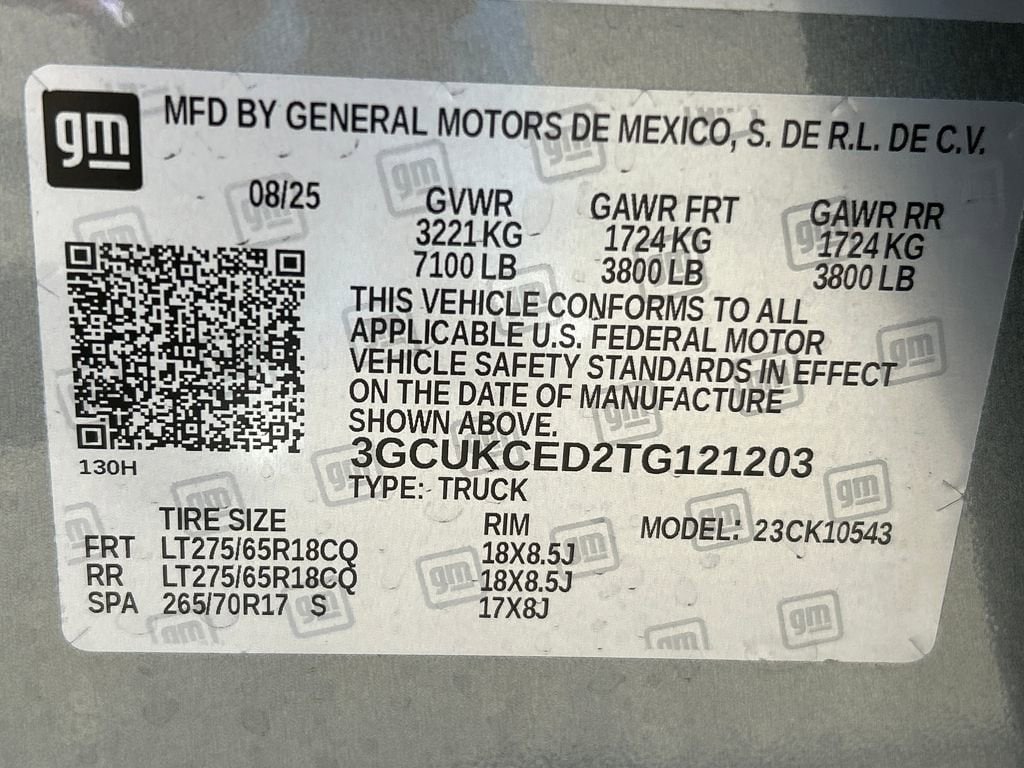 gm MFD BY GENERAL MOTORS DE MEXICO, S. DE R.L. DE C.V.
08/25 GVWR GAWR FRT GAWR RR
3221 KG 1724 KG 1724 KG
7100 LB 3800 LB 3800 LB
THIS VEHICLE CONFORMS TO ALL
APPLICABLE U.S. FEDERAL MOTOR
VEHICLE SAFETY STANDARDS IN EFFECT
ON THE DATE OF MANUFACTURE
SHOWN ABOVE.
130H 3GCUKCED2TG121203
TYPE: TRUCK
TIRE SIZE RIM MODEL: 23CK10543
FRT LT275/65R18CQ 18X8.5J
RR LT275/65R18CQ 18X8.5J
SPA 265/70R17 S 17X8J